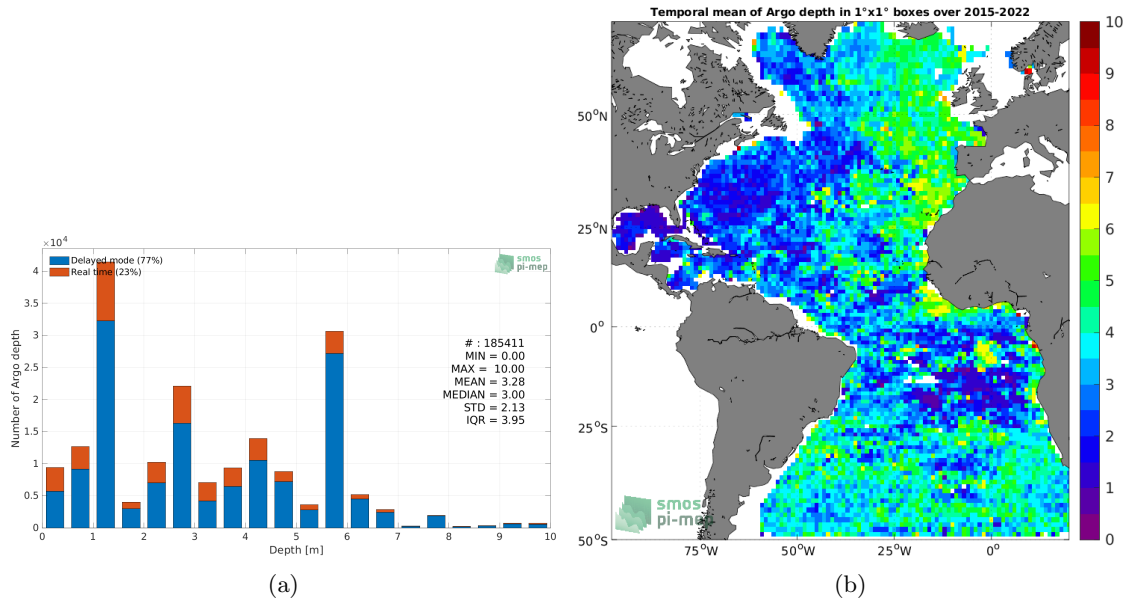 ×10⁴
4
3.5
3
2.5
2
1.5
1
0.5
0
Number of Argo depth
Delayed mode (77%)
Real time (23%)
smos
pi-mep
# : 185411
MIN = 0.00
MAX = 10.00
MEAN = 3.28
MEDIAN = 3.00
STD = 2.13
IQR = 3.95
0 1 2 3 4 5 6 7 8 9 10
Depth [m]
(a)
Temporal mean of Argo depth in 1°x1° boxes over 2015-2022
50°N
25°N
0°
25°S
50°S
75°W 50°W 25°W 0°
smos
pi-mep
10
9
8
7
6
5
4
3
2
1
0
(b)